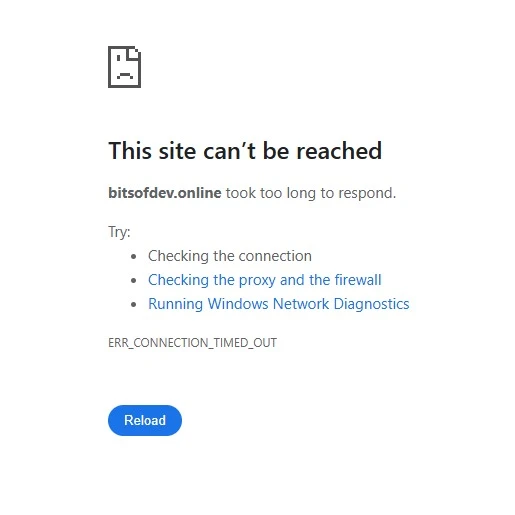 This site can’t be reached
bitsofdev.online took too long to respond.
Try:
Checking the connection
Checking the proxy and the firewall
Running Windows Network Diagnostics
ERR_CONNECTION_TIMED_OUT
Reload